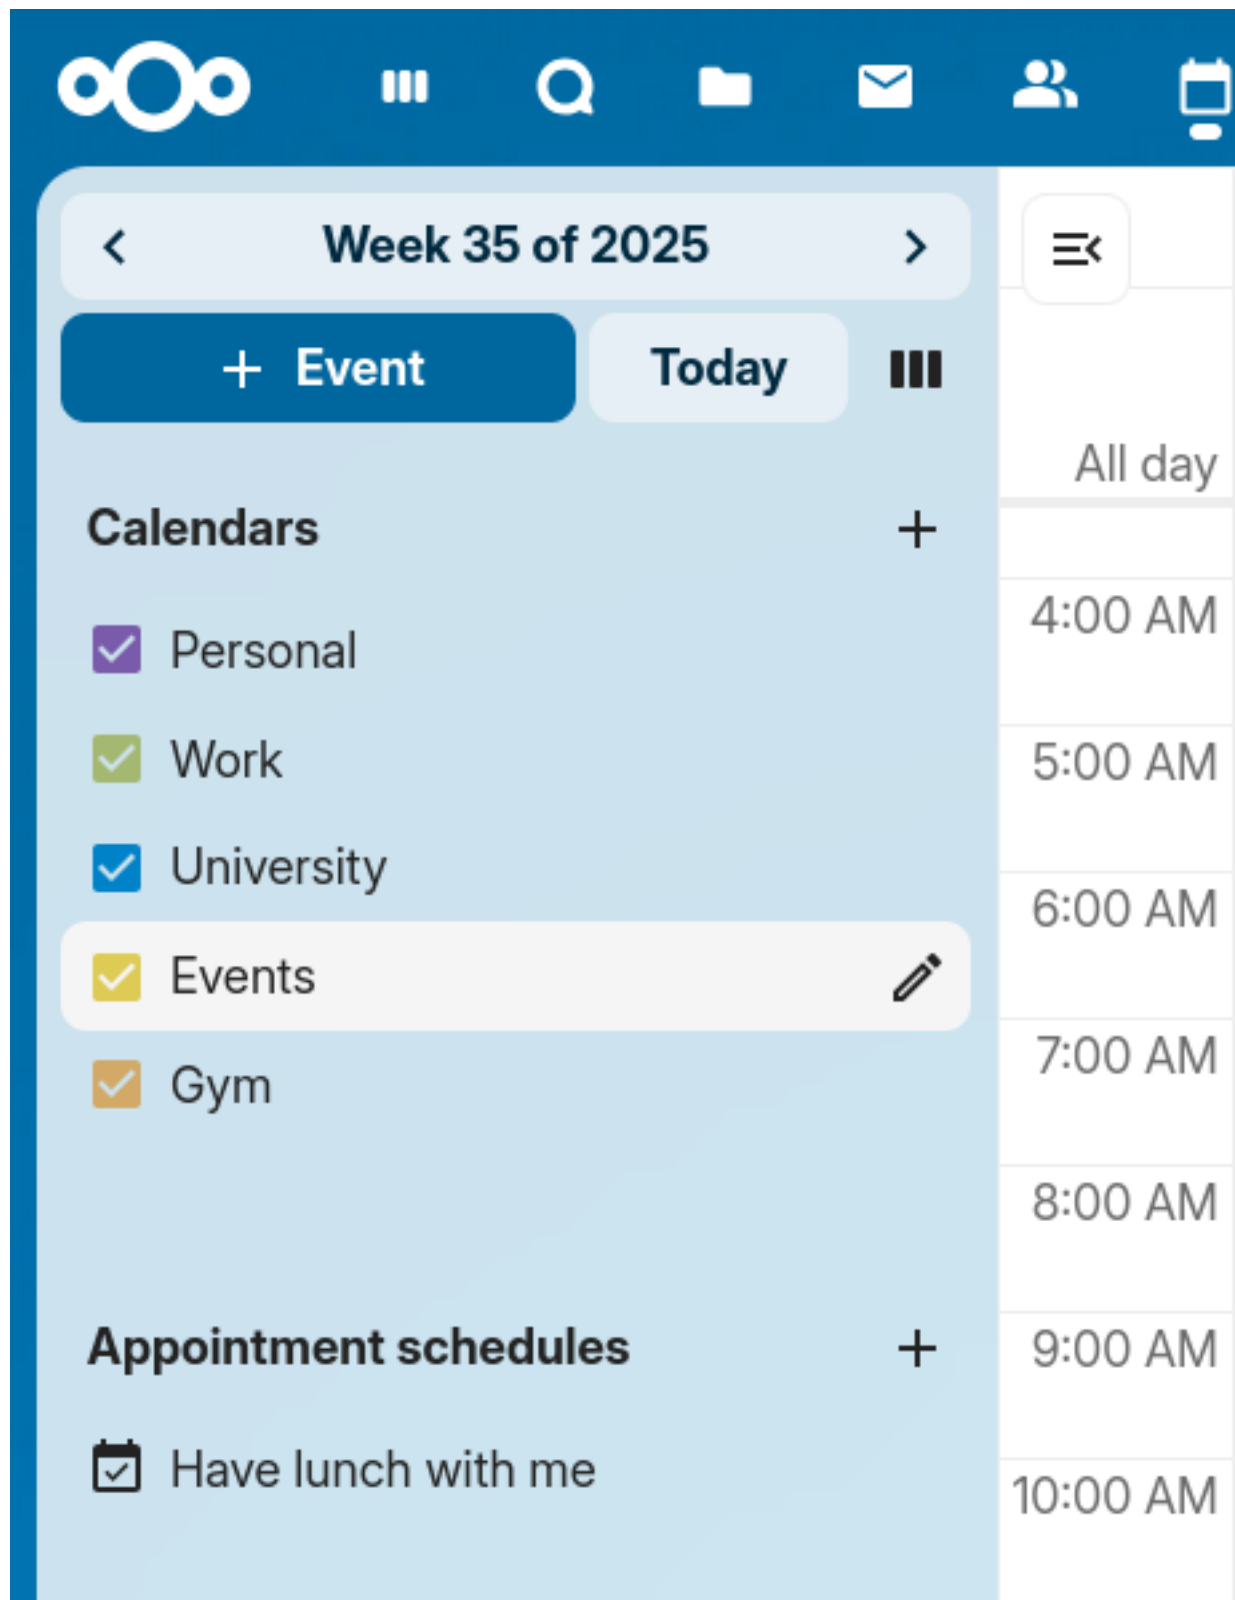 Week 35 of 2025
Event
Today
Calendars
Personal
Work
University
Events
Gym
Appointment schedules
Have lunch with me
All day
4:00 AM
5:00 AM
6:00 AM
7:00 AM
8:00 AM
9:00 AM
10:00 AM